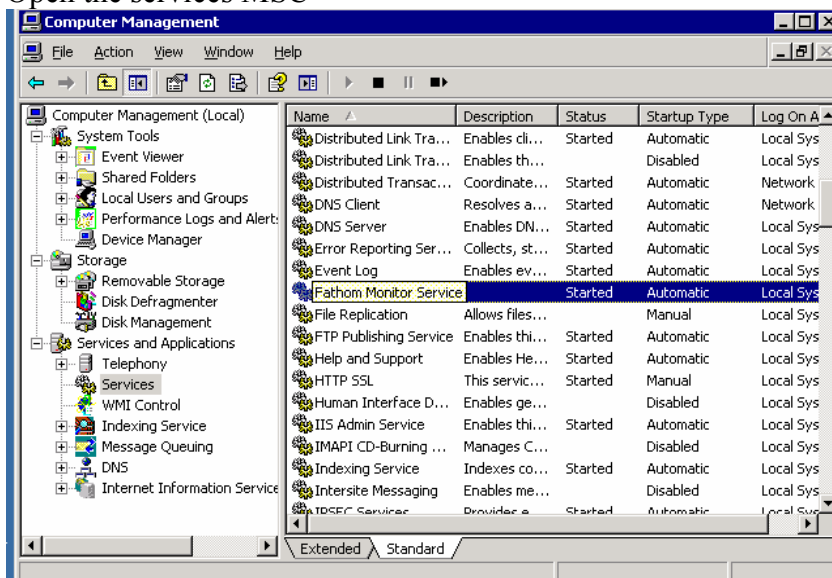 Open the services MSC
Computer Management
File Action View Window Help
Computer Management (Local)
System Tools
Event Viewer
Shared Folders
Local Users and Groups
Performance Logs and Alert:
Device Manager
Storage
Removable Storage
Disk Defragmenter
Disk Management
Services and Applications
Telephony
Services
WMI Control
Indexing Service
Message Queuing
DNS
Internet Information Service
Name Description Status Startup Type Log On A
Distributed Link Tra... Enables cli... Started Automatic Local Sys
Distributed Link Tra... Enables th... Disabled Local Sys
Distributed Transac... Coordinate... Started Automatic Network
DNS Client Resolves a... Started Automatic Network
DNS Server Enables DN... Started Automatic Local Sys
Error Reporting Ser... Collects, st... Started Automatic Local Sys
Event Log Enables ev... Started Automatic Local Sys
Fathom Monitor Service Started Automatic Local Sys
File Replication Allows files... Manual Local Sys
FTP Publishing Service Enables thi... Started Automatic Local Sys
Help and Support Enables He... Started Automatic Local Sys
HTTP SSL This servic... Started Manual Local Sys
Human Interface D... Enables ge... Disabled Local Sys
IIS Admin Service Enables thi... Started Automatic Local Sys
IMAPI CD-Burning ... Manages C... Disabled Local Sys
Indexing Service Indexes co... Started Automatic Local Sys
Intersite Messaging Enables me... Disabled Local Sys
IPSEC Services Provides e Started Automatic Local Sys
Extended Standard